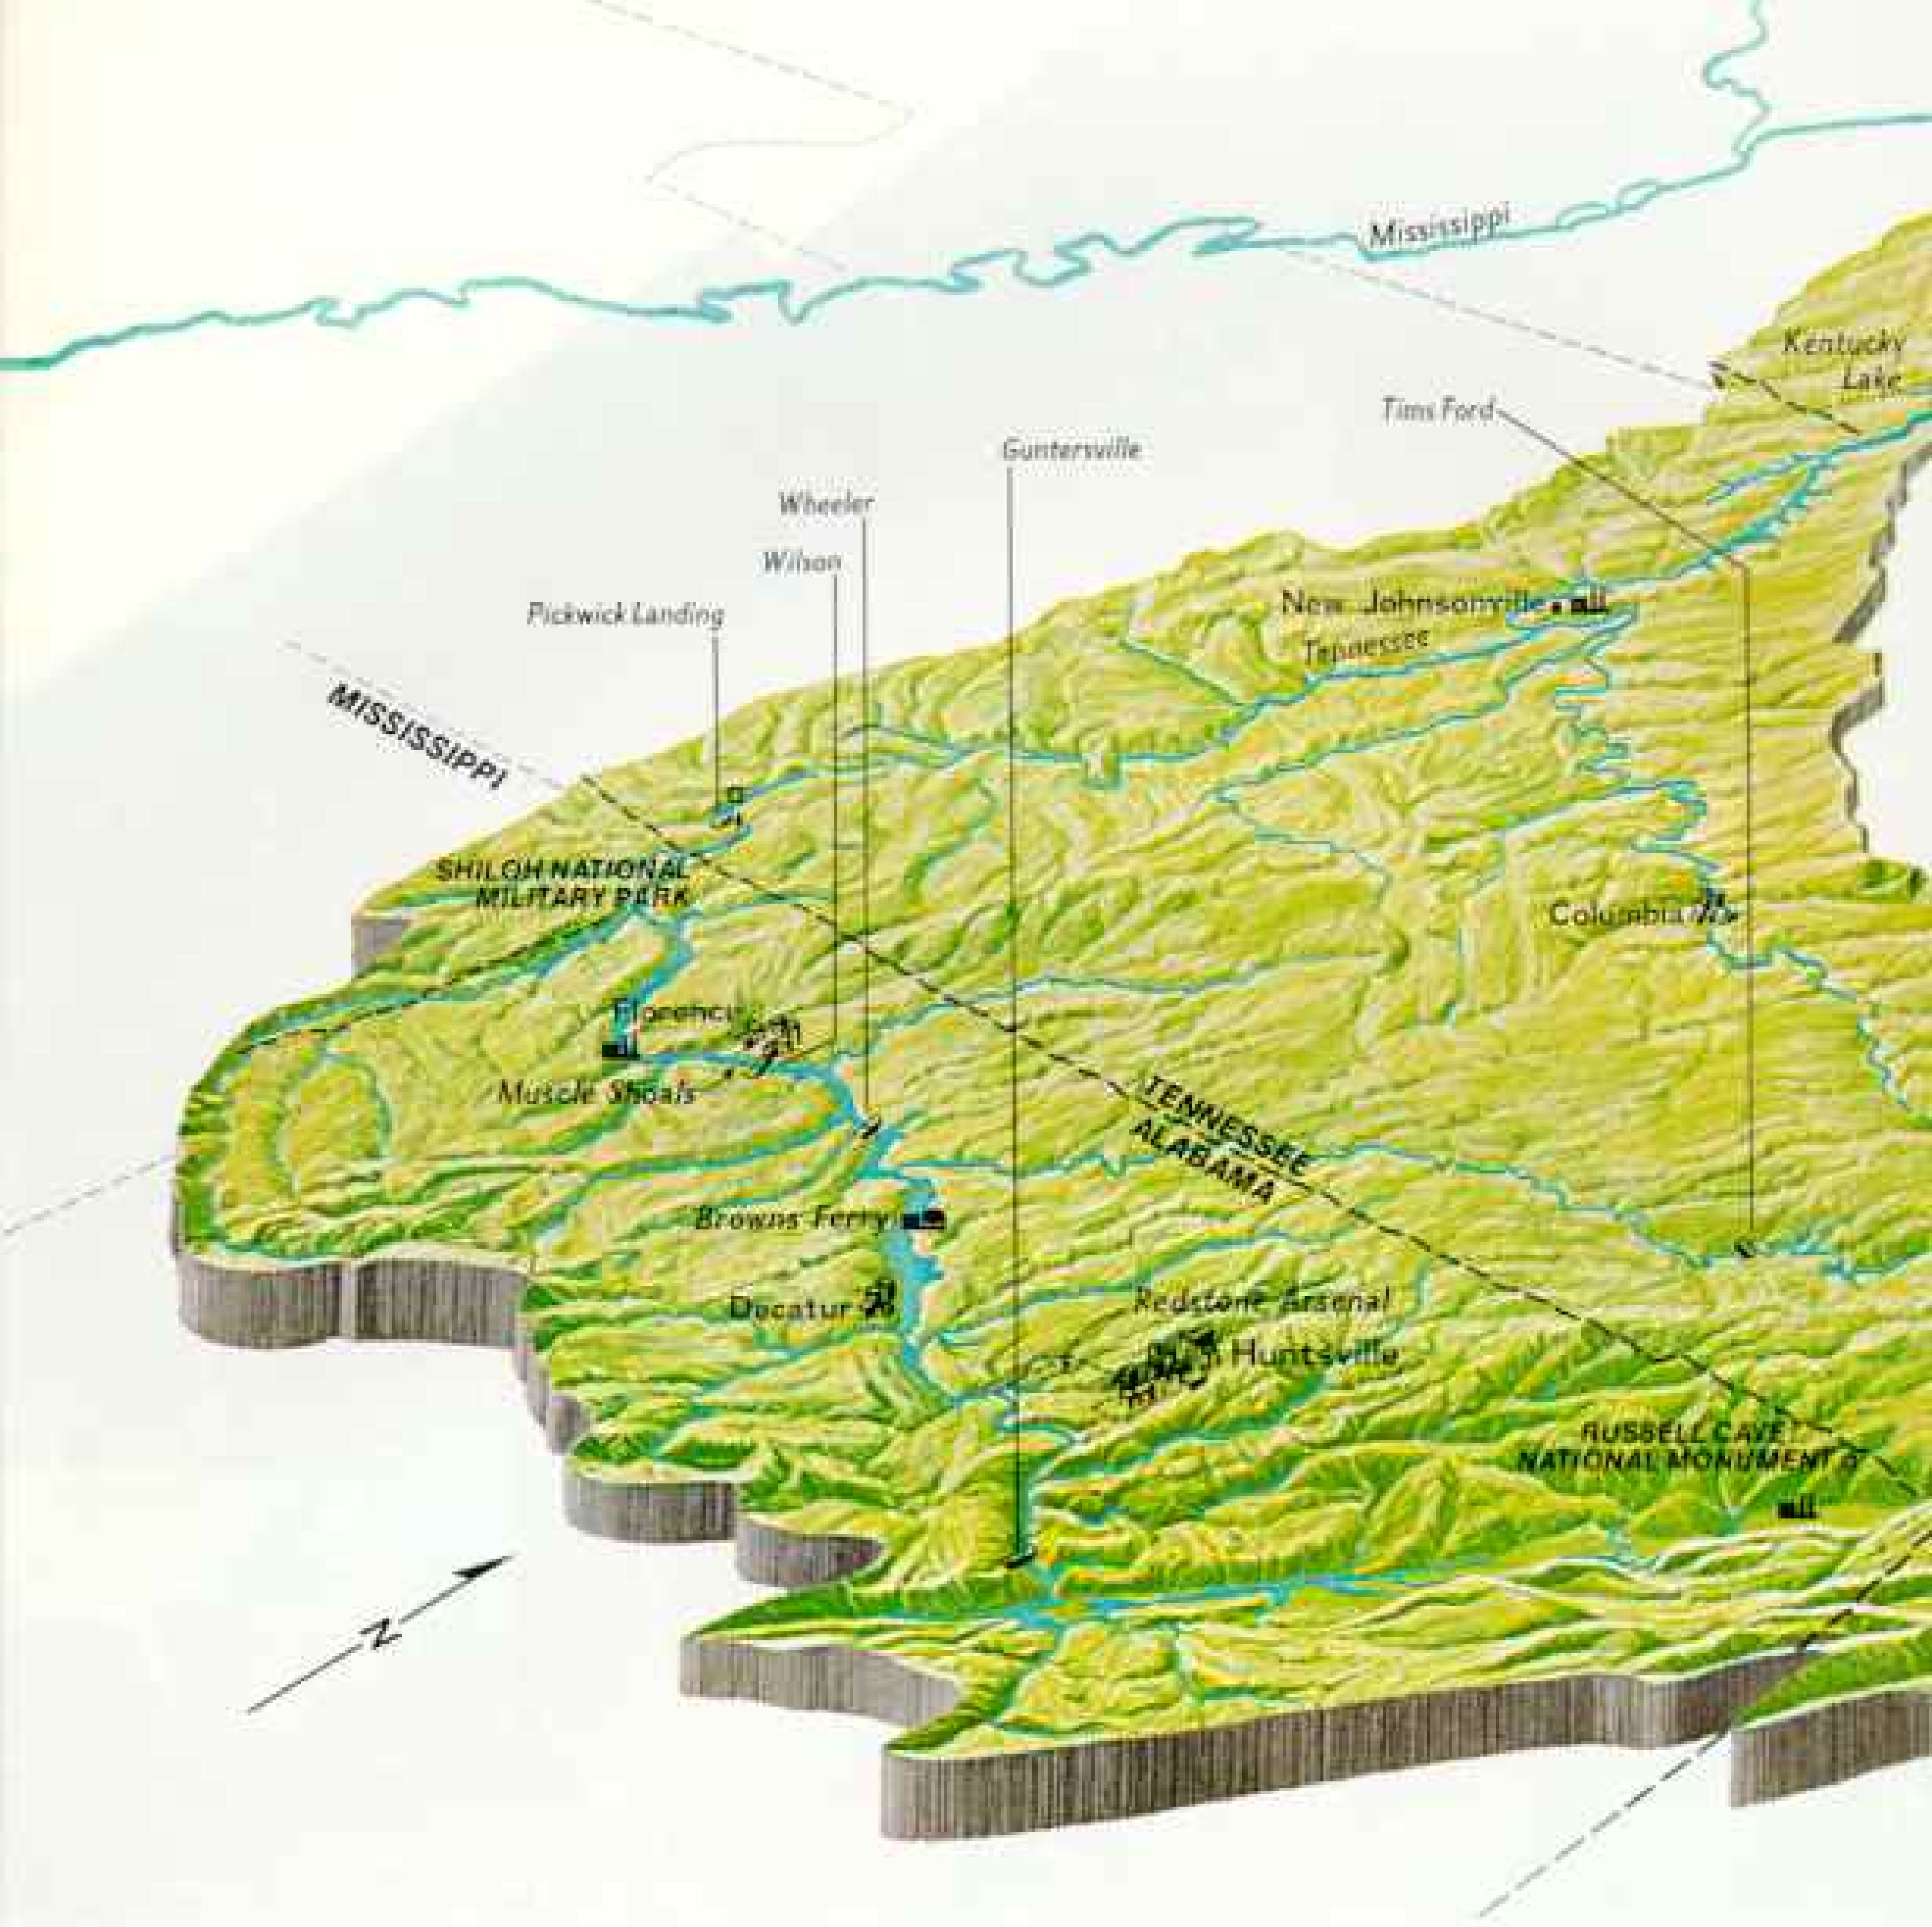 Mississippi
Kentucky
Lake
Tims Ford
Guntersville
Wheeler
Wilson
Pickwick Landing
New Johnsonville
Tennessee
MISSISSIPPI
SHILOH NATIONAL
MILITARY PARK
Columbia
Florence
Muscle Shoals
TENNESSEE
ALABAMA
Browns Ferry
Decatur
Redstone Arsenal
Huntsville
RUSSELL CAVE
NATIONAL MONUMENT
N